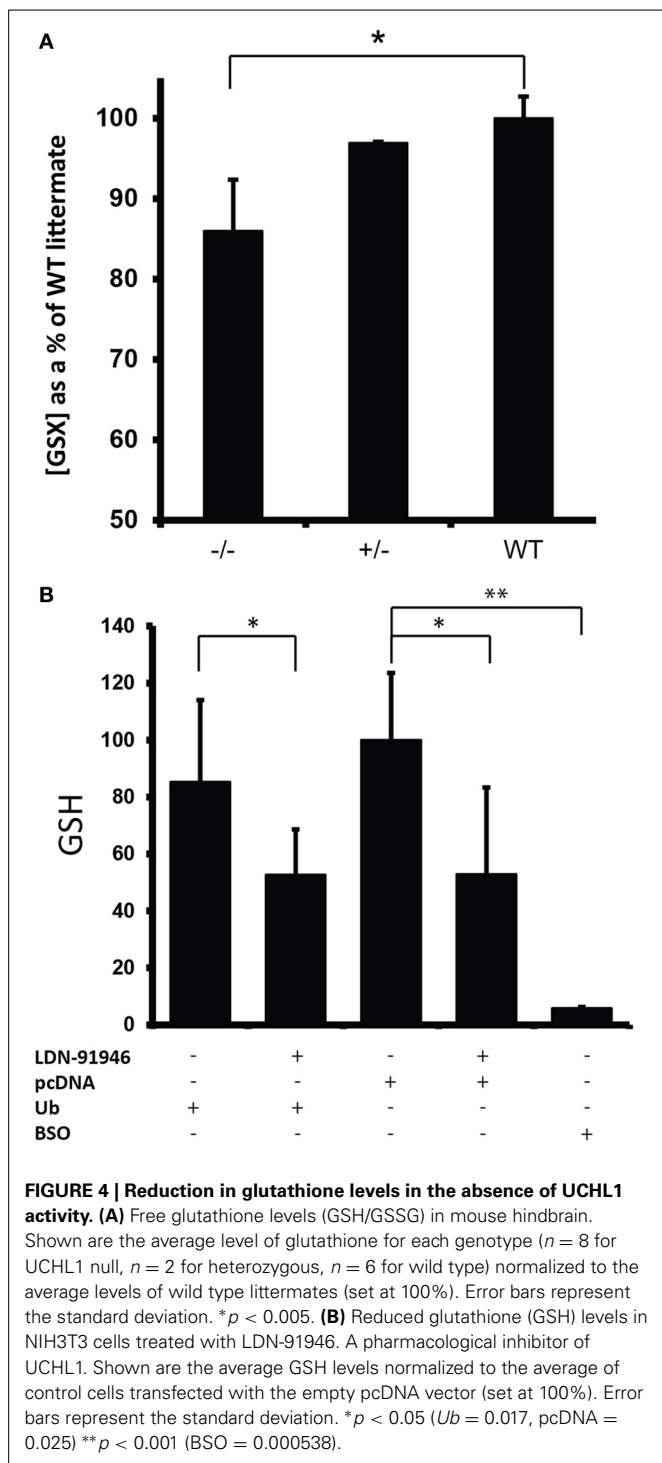 A
*
[GSX] as a % of WT littermate
100
90
80
70
60
50
-/-
+/-
WT
B
**
*
*
GSH
140
120
100
80
60
40
20
0
LDN-91946 - + - + -
pcDNA - - + + -
Ub + + - - -
BSO - - - - +
FIGURE 4 | Reduction in glutathione levels in the absence of UCHL1
activity. (A) Free glutathione levels (GSH/GSSG) in mouse hindbrain.
Shown are the average level of glutathione for each genotype (n = 8 for
UCHL1 null, n = 2 for heterozygous, n = 6 for wild type) normalized to the
average levels of wild type littermates (set at 100%). Error bars represent
the standard deviation. *p < 0.005. (B) Reduced glutathione (GSH) levels in
NIH3T3 cells treated with LDN-91946. A pharmacological inhibitor of
UCHL1. Shown are the average GSH levels normalized to the average of
control cells transfected with the empty pcDNA vector (set at 100%). Error
bars represent the standard deviation. *p < 0.05 (Ub = 0.017, pcDNA =
0.025) **p < 0.001 (BSO = 0.000538).